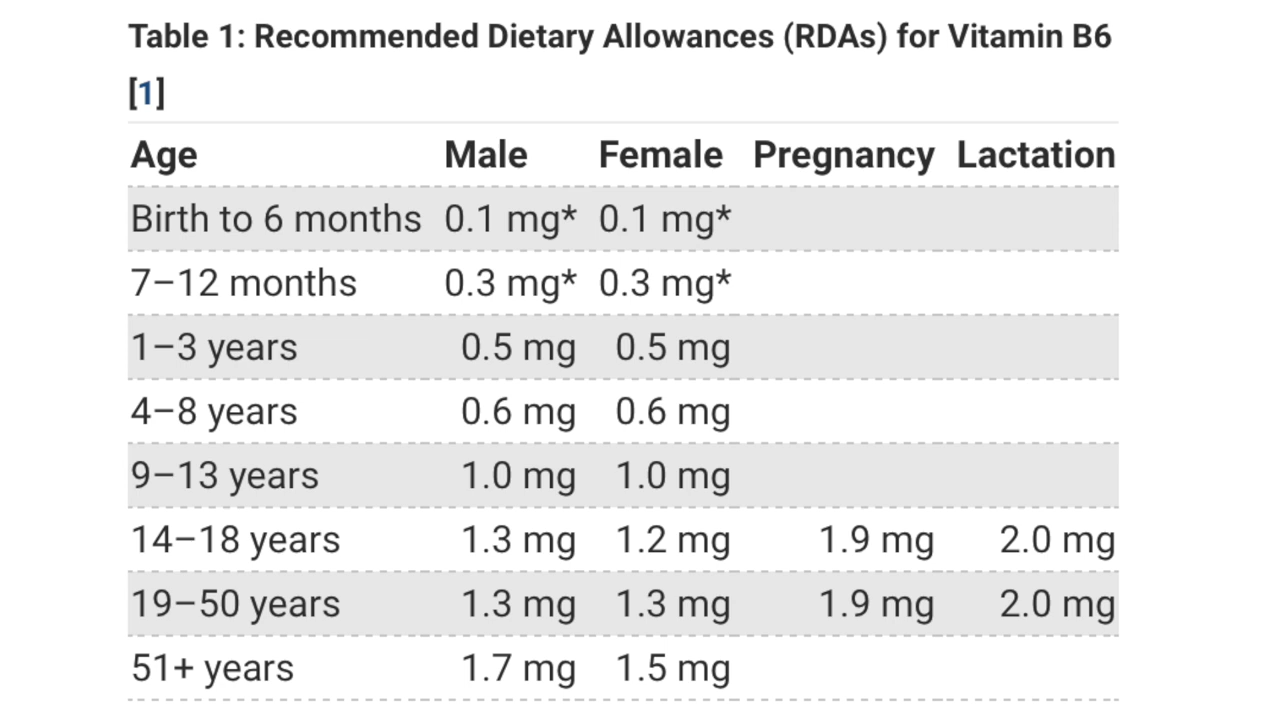 Table 1: Recommended Dietary Allowances (RDAs) for Vitamin B6
[1]
Age Male Female Pregnancy Lactation
Birth to 6 months 0.1 mg* 0.1 mg*
7–12 months 0.3 mg* 0.3 mg*
1–3 years 0.5 mg 0.5 mg
4–8 years 0.6 mg 0.6 mg
9–13 years 1.0 mg 1.0 mg
14–18 years 1.3 mg 1.2 mg 1.9 mg 2.0 mg
19–50 years 1.3 mg 1.3 mg 1.9 mg 2.0 mg
51+ years 1.7 mg 1.5 mg